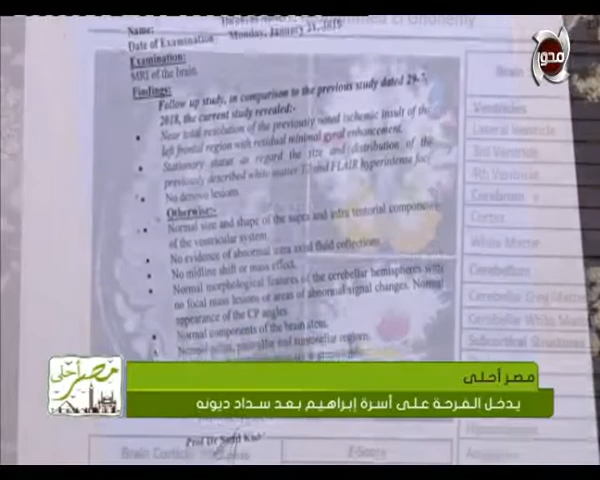 Name:
Date of Examination Monday, January 21, 2019
Examination:
MRI of the brain.
Findings:
Follow up study, in comparison to the previous study dated 29-7-
2018, the current study revealed:-
Near total resolution of the previously noted ischemic insult of the
left frontal region with residual minimal gyral enhancement.
Stationary status as regard the size and distribution of the
previously described white matter T2 and FLAIR hyperintense foci
No denovo lesions.
Otherwise:-
Normal size and shape of the supra and infra tentorial components
of the ventricular system.
No evidence of abnormal extra axial fluid collections.
No midline shift or mass effect.
Normal morphological features of the cerebellar hemispheres with
no focal mass lesions or areas of abnormal signal changes. Normal
appearance of the CP angles.
Normal components of the brain stem.
Prof Dr
Brain
Ventricles
Lateral Ventricle
3rd Ventricle
4th Ventricle
Cerebrum
Cortex
White Matter
Cerebellum
Cerebellar Grey Matter
Cerebellar White Matter
Subcortical Structures
Brain Cortical
محور
مصر أحلى
مصر أحلى
يدخل الفرحة على أسرة إبراهيم بعد سداد ديونه